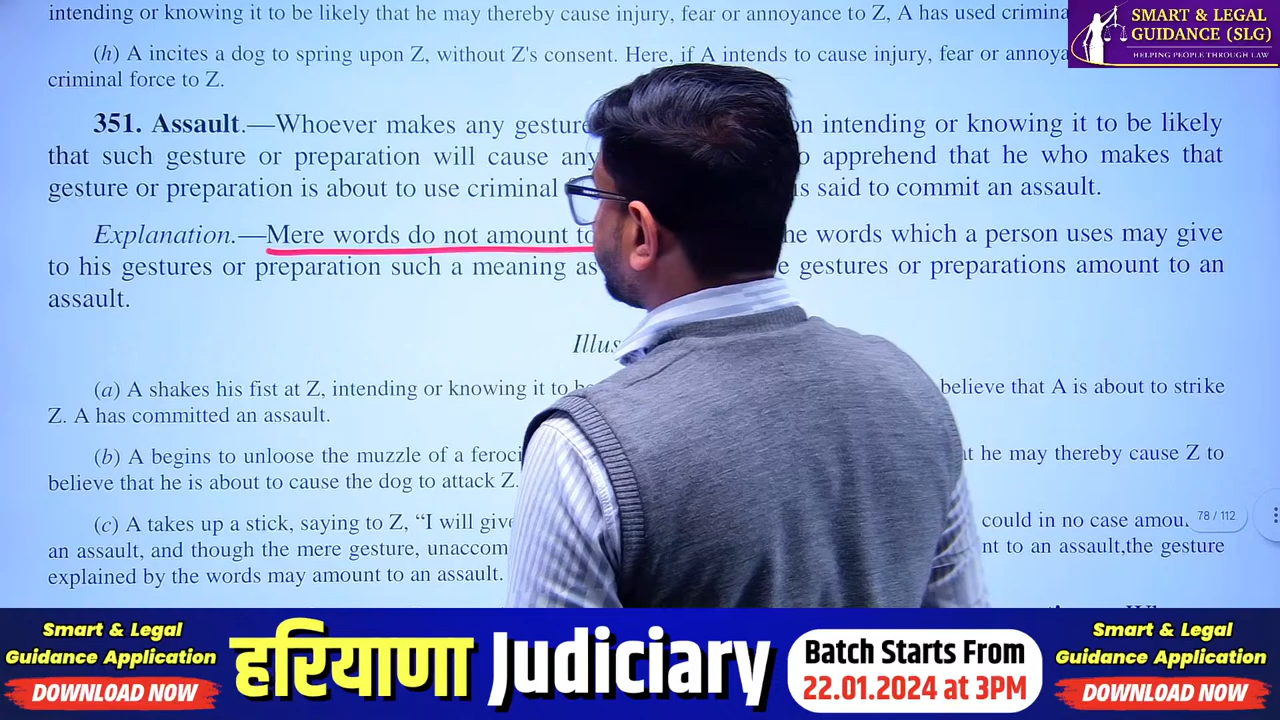 intending or knowing it to be likely that he may thereby cause injury, fear or annoyance to Z, A has used crimina
SMART & LEGAL
GUIDANCE (SLG)
HELPING PEOPLE THROUGH LAW
(h) A incites a dog to spring upon Z, without Z's consent. Here, if A intends to cause injury, fear or annoya
criminal force to Z.
351. Assault.—Whoever makes any gesture on intending or knowing it to be likely
that such gesture or preparation will cause any o apprehend that he who makes that
gesture or preparation is about to use criminal is said to commit an assault.
Explanation.—Mere words do not amount to he words which a person uses may give
to his gestures or preparation such a meaning as e gestures or preparations amount to an
assault.
Illus
(a) A shakes his fist at Z, intending or knowing it to be believe that A is about to strike
Z. A has committed an assault.
(b) A begins to unloose the muzzle of a feroci at he may thereby cause Z to
believe that he is about to cause the dog to attack Z.
(c) A takes up a stick, saying to Z, “I will give could in no case amou
78 / 112
an assault, and though the mere gesture, unaccom nt to an assault,the gesture
explained by the words may amount to an assault.
Smart & Legal
Guidance Application
DOWNLOAD NOW
हरियाणा Judiciary
Batch Starts From
22.01.2024 at 3PM
Smart & Legal
Guidance Application
DOWNLOAD NOW